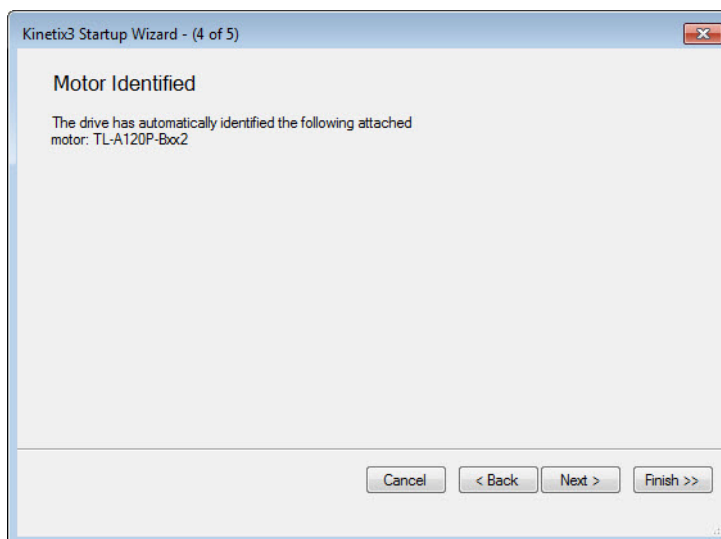 Kinetix3 Startup Wizard - (4 of 5)
Motor Identified
The drive has automatically identified the following attached
motor: TL-A120P-Bxx2
Cancel
< Back
Next >
Finish >>